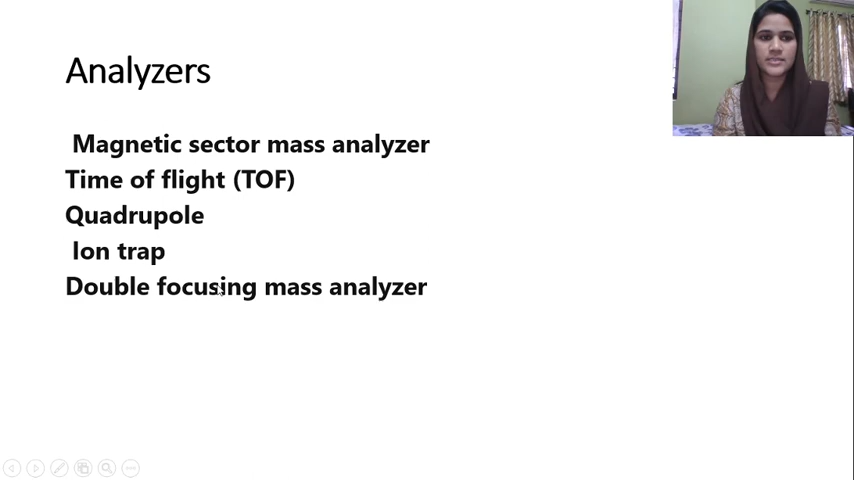 Analyzers
Magnetic sector mass analyzer
Time of flight (TOF)
Quadrupole
Ion trap
Double focusing mass analyzer